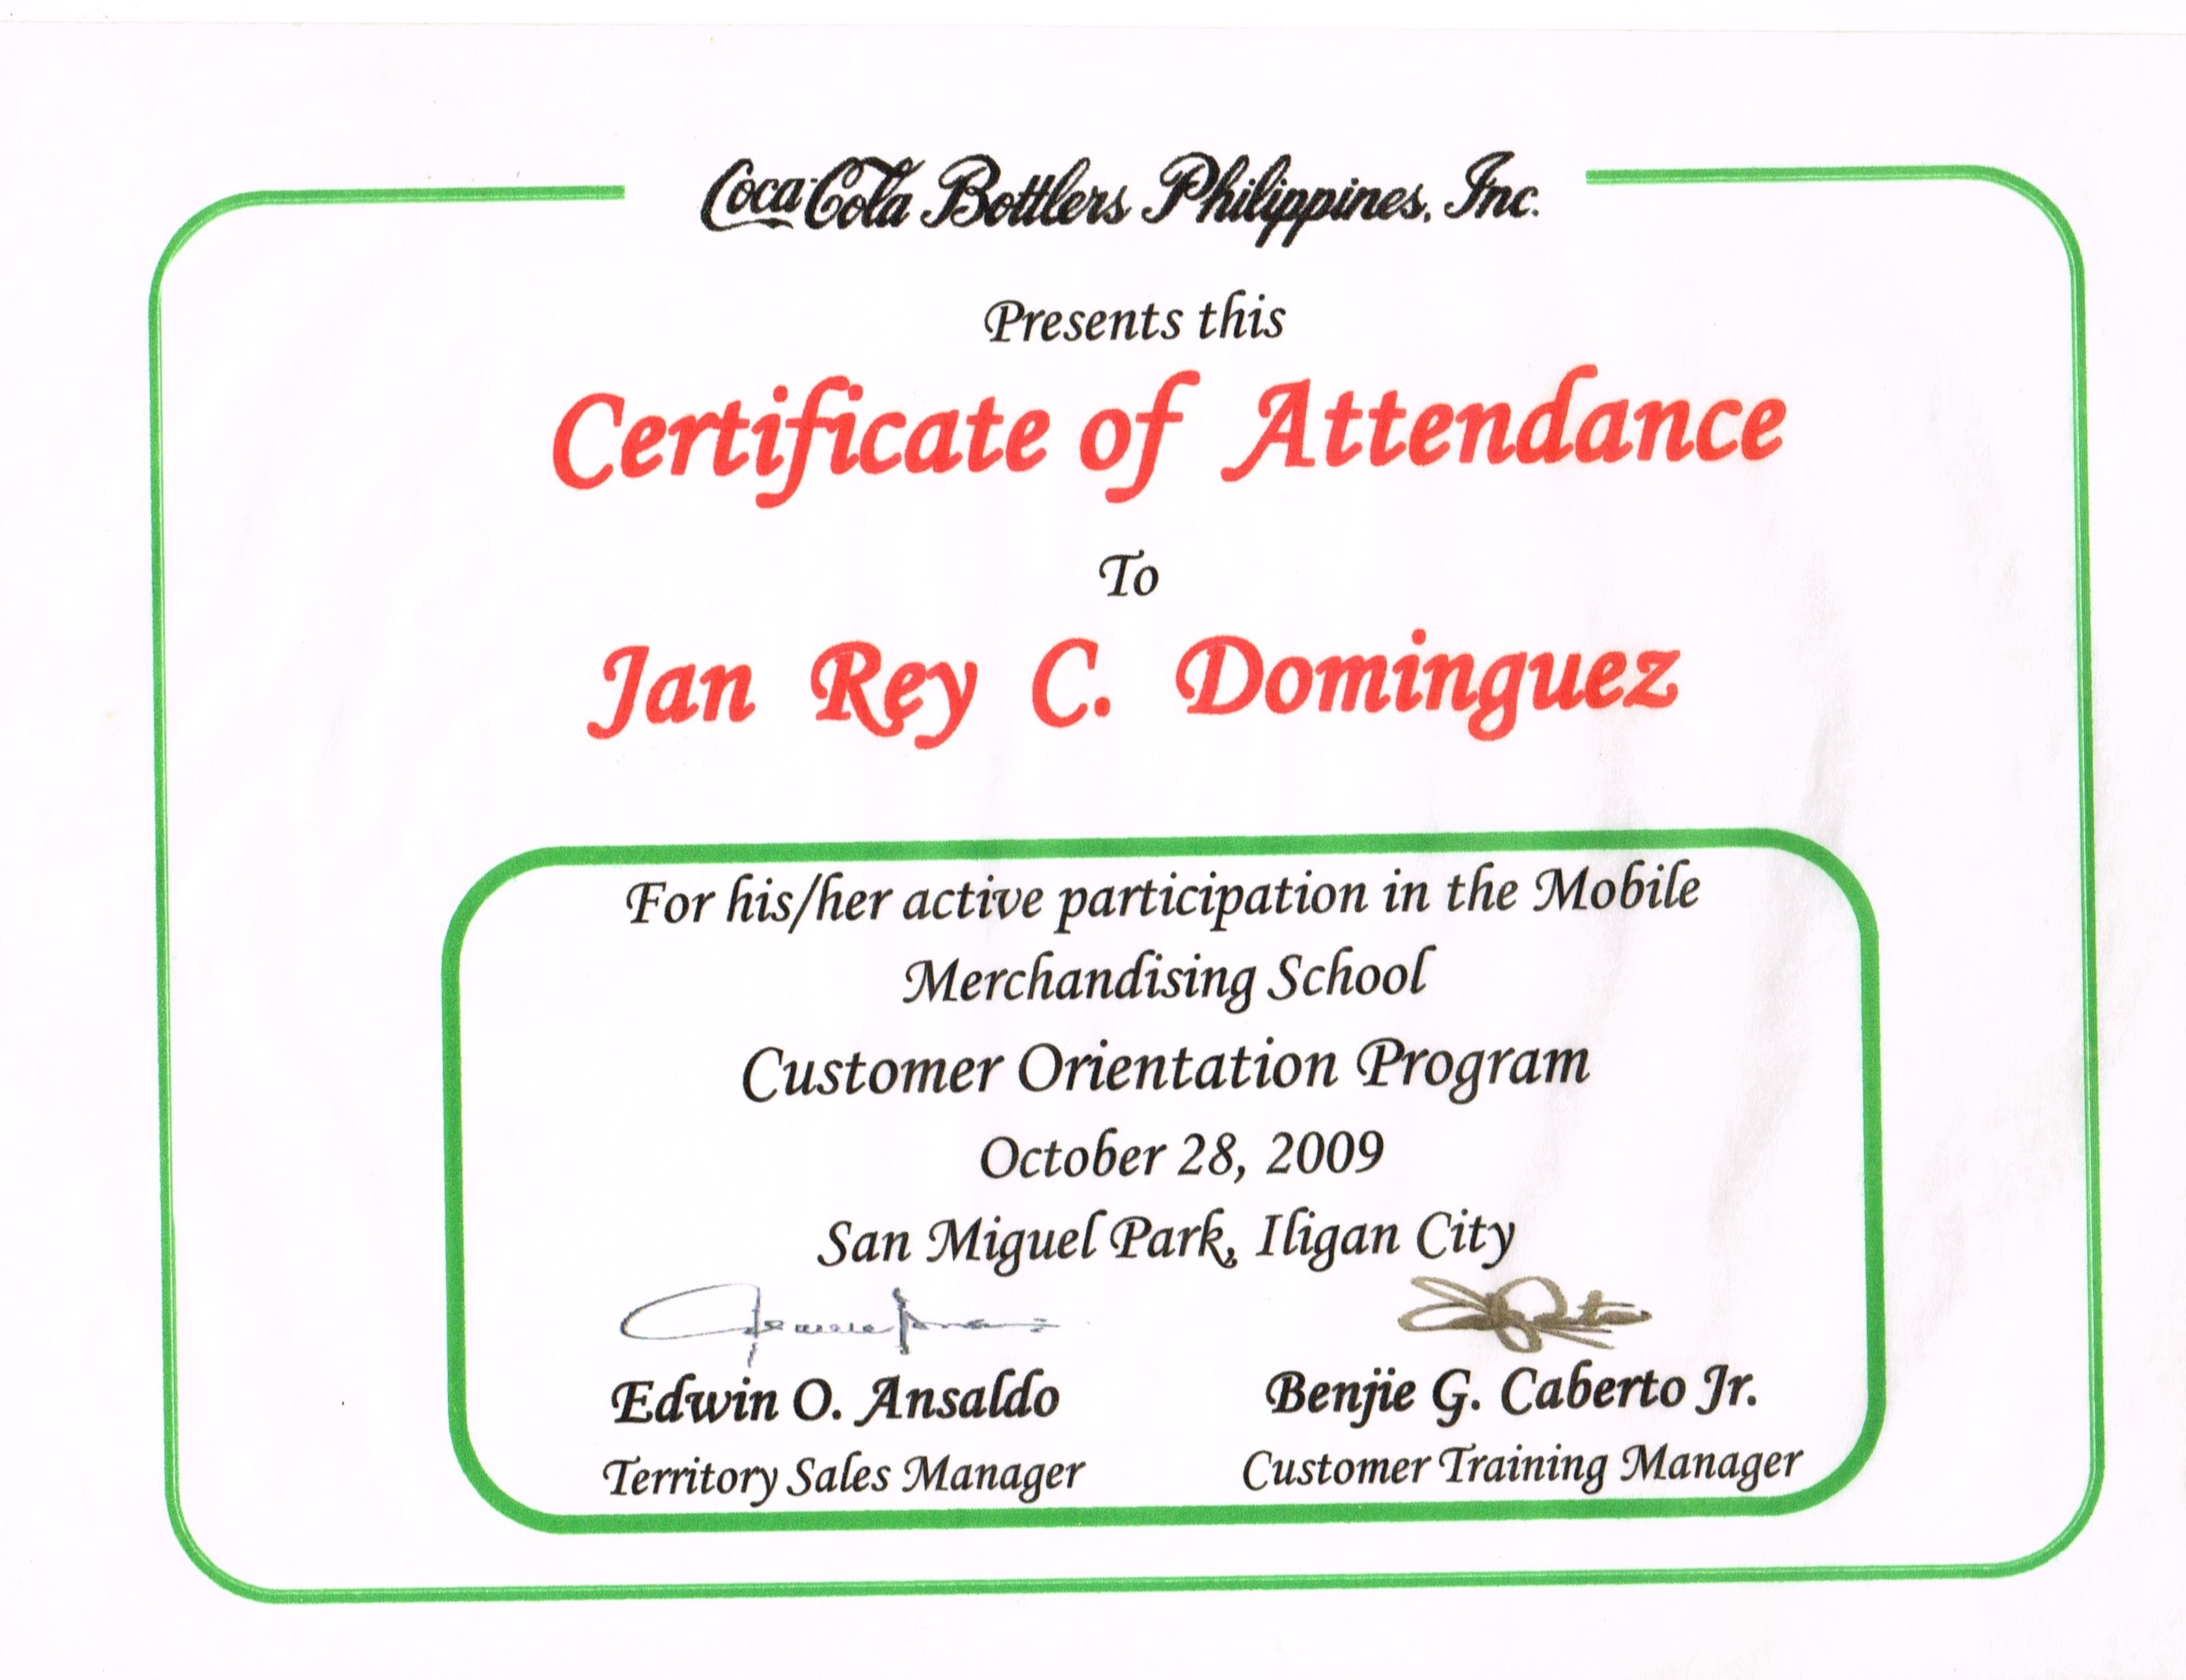 Coca-Cola Bottlers Philippines, Inc.
Presents this
Certificate of Attendance
To
Jan Rey C. Dominguez
For his/her active participation in the Mobile
Merchandising School
Customer Orientation Program
October 28, 2009
San Miguel Park, Iligan City
Edwin O. Ansaldo
Benjie G. Caberto Jr.
Territory Sales Manager
Customer Training Manager